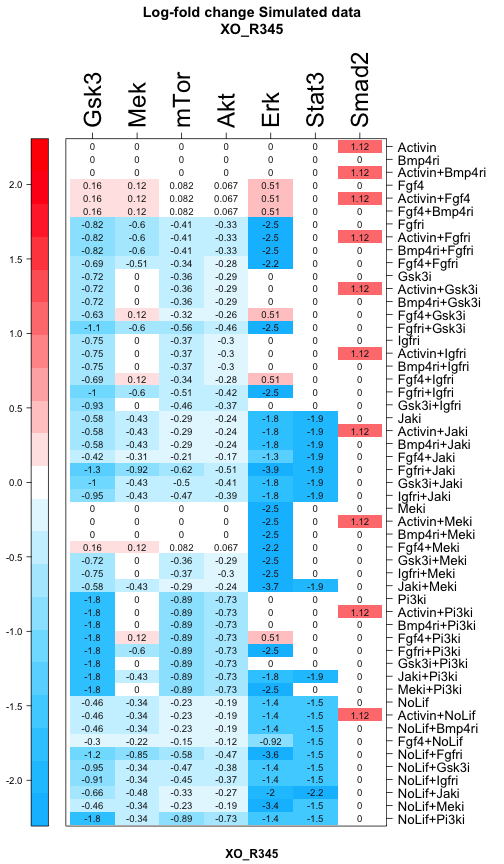 Log-fold change Simulated data
XO_R345
Gsk3 Mek mTor Akt Erk Stat3 Smad2
2.0
1.5
1.0
0.5
0.0
-0.5
-1.0
-1.5
-2.0
0 0 0 0 0 0 1.12 Activin
0 0 0 0 0 0 0 Bmp4ri
0 0 0 0 0 0 1.12 Activin+Bmp4ri
0.16 0.12 0.082 0.067 0.51 0 0 Fgf4
0.16 0.12 0.082 0.067 0.51 0 1.12 Activin+Fgf4
0.16 0.12 0.082 0.067 0.51 0 0 Fgf4+Bmp4ri
-0.82 -0.6 -0.41 -0.33 -2.5 0 0 Fgfri
-0.82 -0.6 -0.41 -0.33 -2.5 0 1.12 Activin+Fgfri
-0.82 -0.6 -0.41 -0.33 -2.5 0 0 Bmp4ri+Fgfri
-0.69 -0.51 -0.34 -0.28 -2.2 0 0 Fgf4+Fgfri
-0.72 0 -0.36 -0.29 0 0 0 Gsk3i
-0.72 0 -0.36 -0.29 0 0 1.12 Activin+Gsk3i
-0.72 0 -0.36 -0.29 0 0 0 Bmp4ri+Gsk3i
-0.63 0.12 -0.32 -0.26 0.51 0 0 Fgf4+Gsk3i
-1.1 -0.6 -0.56 -0.46 -2.5 0 0 Fgfri+Gsk3i
-0.75 0 -0.37 -0.3 0 0 0 Igfri
-0.75 0 -0.37 -0.3 0 0 1.12 Activin+Igfri
-0.75 0 -0.37 -0.3 0 0 0 Bmp4ri+Igfri
-0.69 0.12 -0.34 -0.28 0.51 0 0 Fgf4+Igfri
-1 -0.6 -0.51 -0.42 -2.5 0 0 Fgfri+Igfri
-0.93 0 -0.46 -0.37 0 0 0 Gsk3i+Igfri
-0.58 -0.43 -0.29 -0.24 -1.8 -1.9 0 Jaki
-0.58 -0.43 -0.29 -0.24 -1.8 -1.9 1.12 Activin+Jaki
-0.58 -0.43 -0.29 -0.24 -1.8 -1.9 0 Bmp4ri+Jaki
-0.42 -0.31 -0.21 -0.17 -1.3 -1.9 0 Fgf4+Jaki
-1.3 -0.92 -0.62 -0.51 -3.9 -1.9 0 Fgfri+Jaki
-1 -0.43 -0.5 -0.41 -1.8 -1.9 0 Gsk3i+Jaki
-0.95 -0.43 -0.47 -0.39 -1.8 -1.9 0 Igfri+Jaki
0 0 0 0 -2.5 0 0 Meki
0 0 0 0 -2.5 0 1.12 Activin+Meki
0 0 0 0 -2.5 0 0 Bmp4ri+Meki
0.16 0.12 0.082 0.067 -2.2 0 0 Fgf4+Meki
-0.72 0 -0.36 -0.29 -2.5 0 0 Gsk3i+Meki
-0.75 0 -0.37 -0.3 -2.5 0 0 Igfri+Meki
-0.58 -0.43 -0.29 -0.24 -3.7 -1.9 0 Jaki+Meki
-1.8 0 -0.89 -0.73 0 0 0 Pi3ki
-1.8 0 -0.89 -0.73 0 0 1.12 Activin+Pi3ki
-1.8 0 -0.89 -0.73 0 0 0 Bmp4ri+Pi3ki
-1.8 0.12 -0.89 -0.73 0.51 0 0 Fgf4+Pi3ki
-1.8 -0.6 -0.89 -0.73 -2.5 0 0 Fgfri+Pi3ki
-1.8 0 -0.89 -0.73 0 0 0 Gsk3i+Pi3ki
-1.8 -0.43 -0.89 -0.73 -1.8 -1.9 0 Jaki+Pi3ki
-1.8 0 -0.89 -0.73 -2.5 0 0 Meki+Pi3ki
-0.46 -0.34 -0.23 -0.19 -1.4 -1.5 0 NoLif
-0.46 -0.34 -0.23 -0.19 -1.4 -1.5 1.12 Activin+NoLif
-0.46 -0.34 -0.23 -0.19 -1.4 -1.5 0 NoLif+Bmp4ri
-0.3 -0.22 -0.15 -0.12 -0.92 -1.5 0 Fgf4+NoLif
-1.2 -0.85 -0.58 -0.47 -3.6 -1.5 0 NoLif+Fgfri
-0.95 -0.34 -0.47 -0.38 -1.4 -1.5 0 NoLif+Gsk3i
-0.91 -0.34 -0.45 -0.37 -1.4 -1.5 0 NoLif+Igfri
-0.66 -0.48 -0.33 -0.27 -2 -2.2 0 NoLif+Jaki
-0.46 -0.34 -0.23 -0.19 -3.4 -1.5 0 NoLif+Meki
-1.8 -0.34 -0.89 -0.73 -1.4 -1.5 0 NoLif+Pi3ki
XO_R345